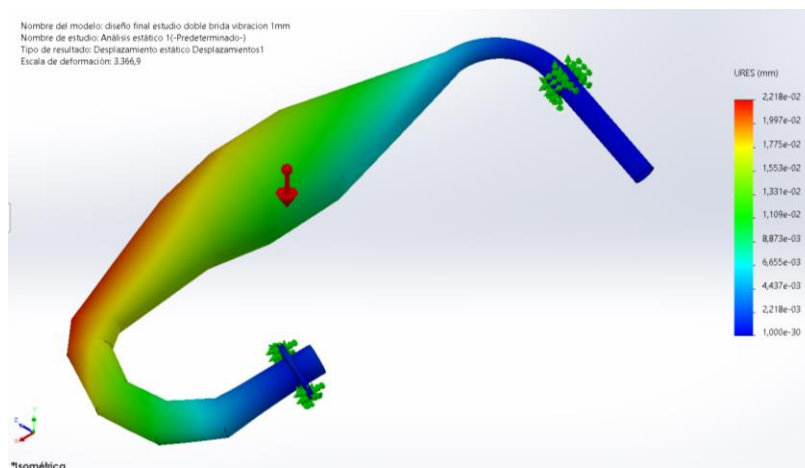 Nombre del modelo: diseño final estudio doble brida vibracion 1mm
Nombre de estudio: Análisis estático 1(-Predeterminado-)
Tipo de resultado: Desplazamiento estático Desplazamientos1
Escala de deformación: 3.366,9
URES (mm)
2,218e-02
1,997e-02
1,775e-02
1,553e-02
1,331e-02
1,109e-02
8,873e-03
6,655e-03
4,437e-03
2,218e-03
1,000e-30
*Isométrica